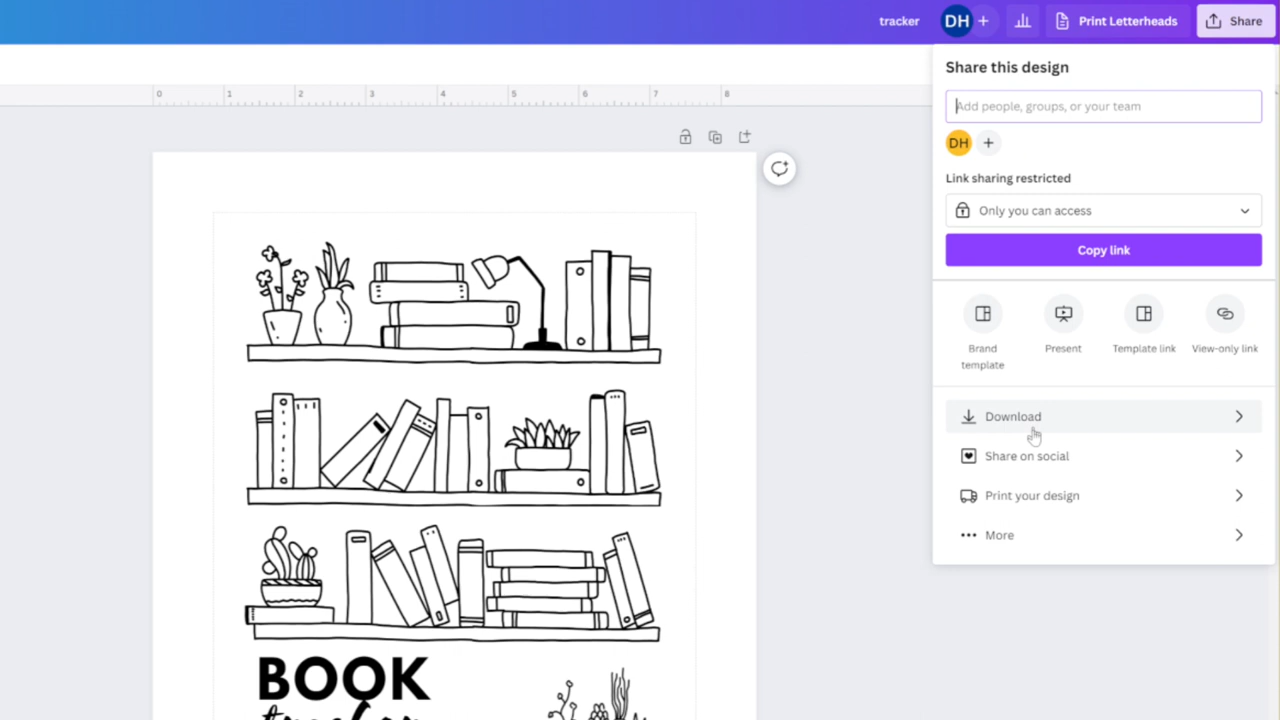 tracker DH + Print Letterheads Share
Share this design
Add people, groups, or your team
DH +
Link sharing restricted
Only you can access
Copy link
Brand template
Present
Template link
View-only link
Download
Share on social
Print your design
More
0 1 2 3 4 5 6 7 8
BOOK
tracker